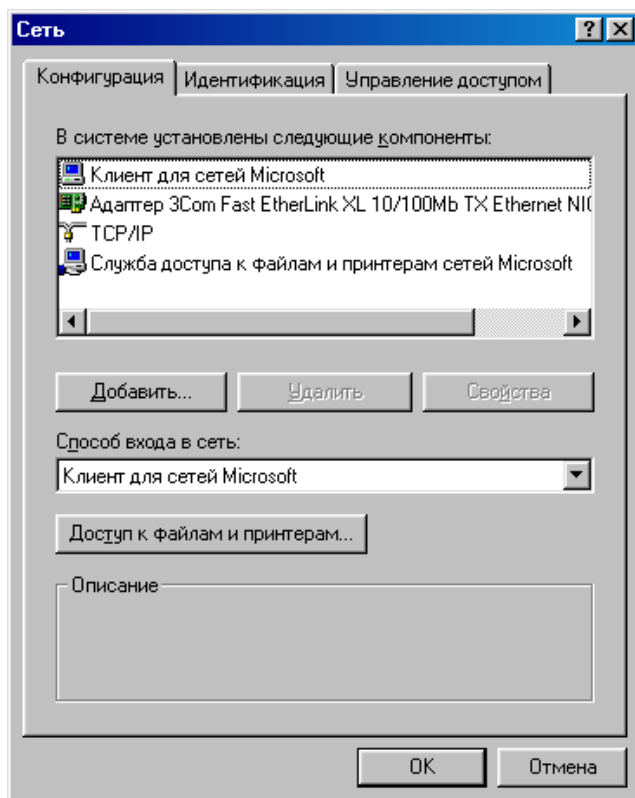 Сеть
Конфигурация Идентификация Управление доступом
В системе установлены следующие компоненты:
Клиент для сетей Microsoft
Адаптер 3Com Fast EtherLink XL 10/100Mb TX Ethernet NIC
TCP/IP
Служба доступа к файлам и принтерам сетей Microsoft
Добавить... Удалить Свойства
Способ входа в сеть:
Клиент для сетей Microsoft
Доступ к файлам и принтерам...
Описание
OK Отмена